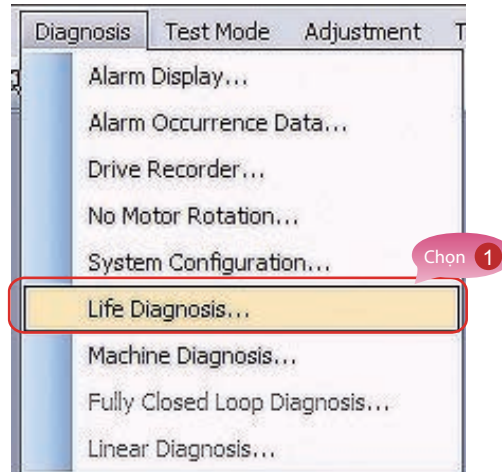 Diagnosis Test Mode Adjustment T
Alarm Display...
Alarm Occurrence Data...
Drive Recorder...
No Motor Rotation...
System Configuration...
Chọn 1
Life Diagnosis...
Machine Diagnosis...
Fully Closed Loop Diagnosis...
Linear Diagnosis...